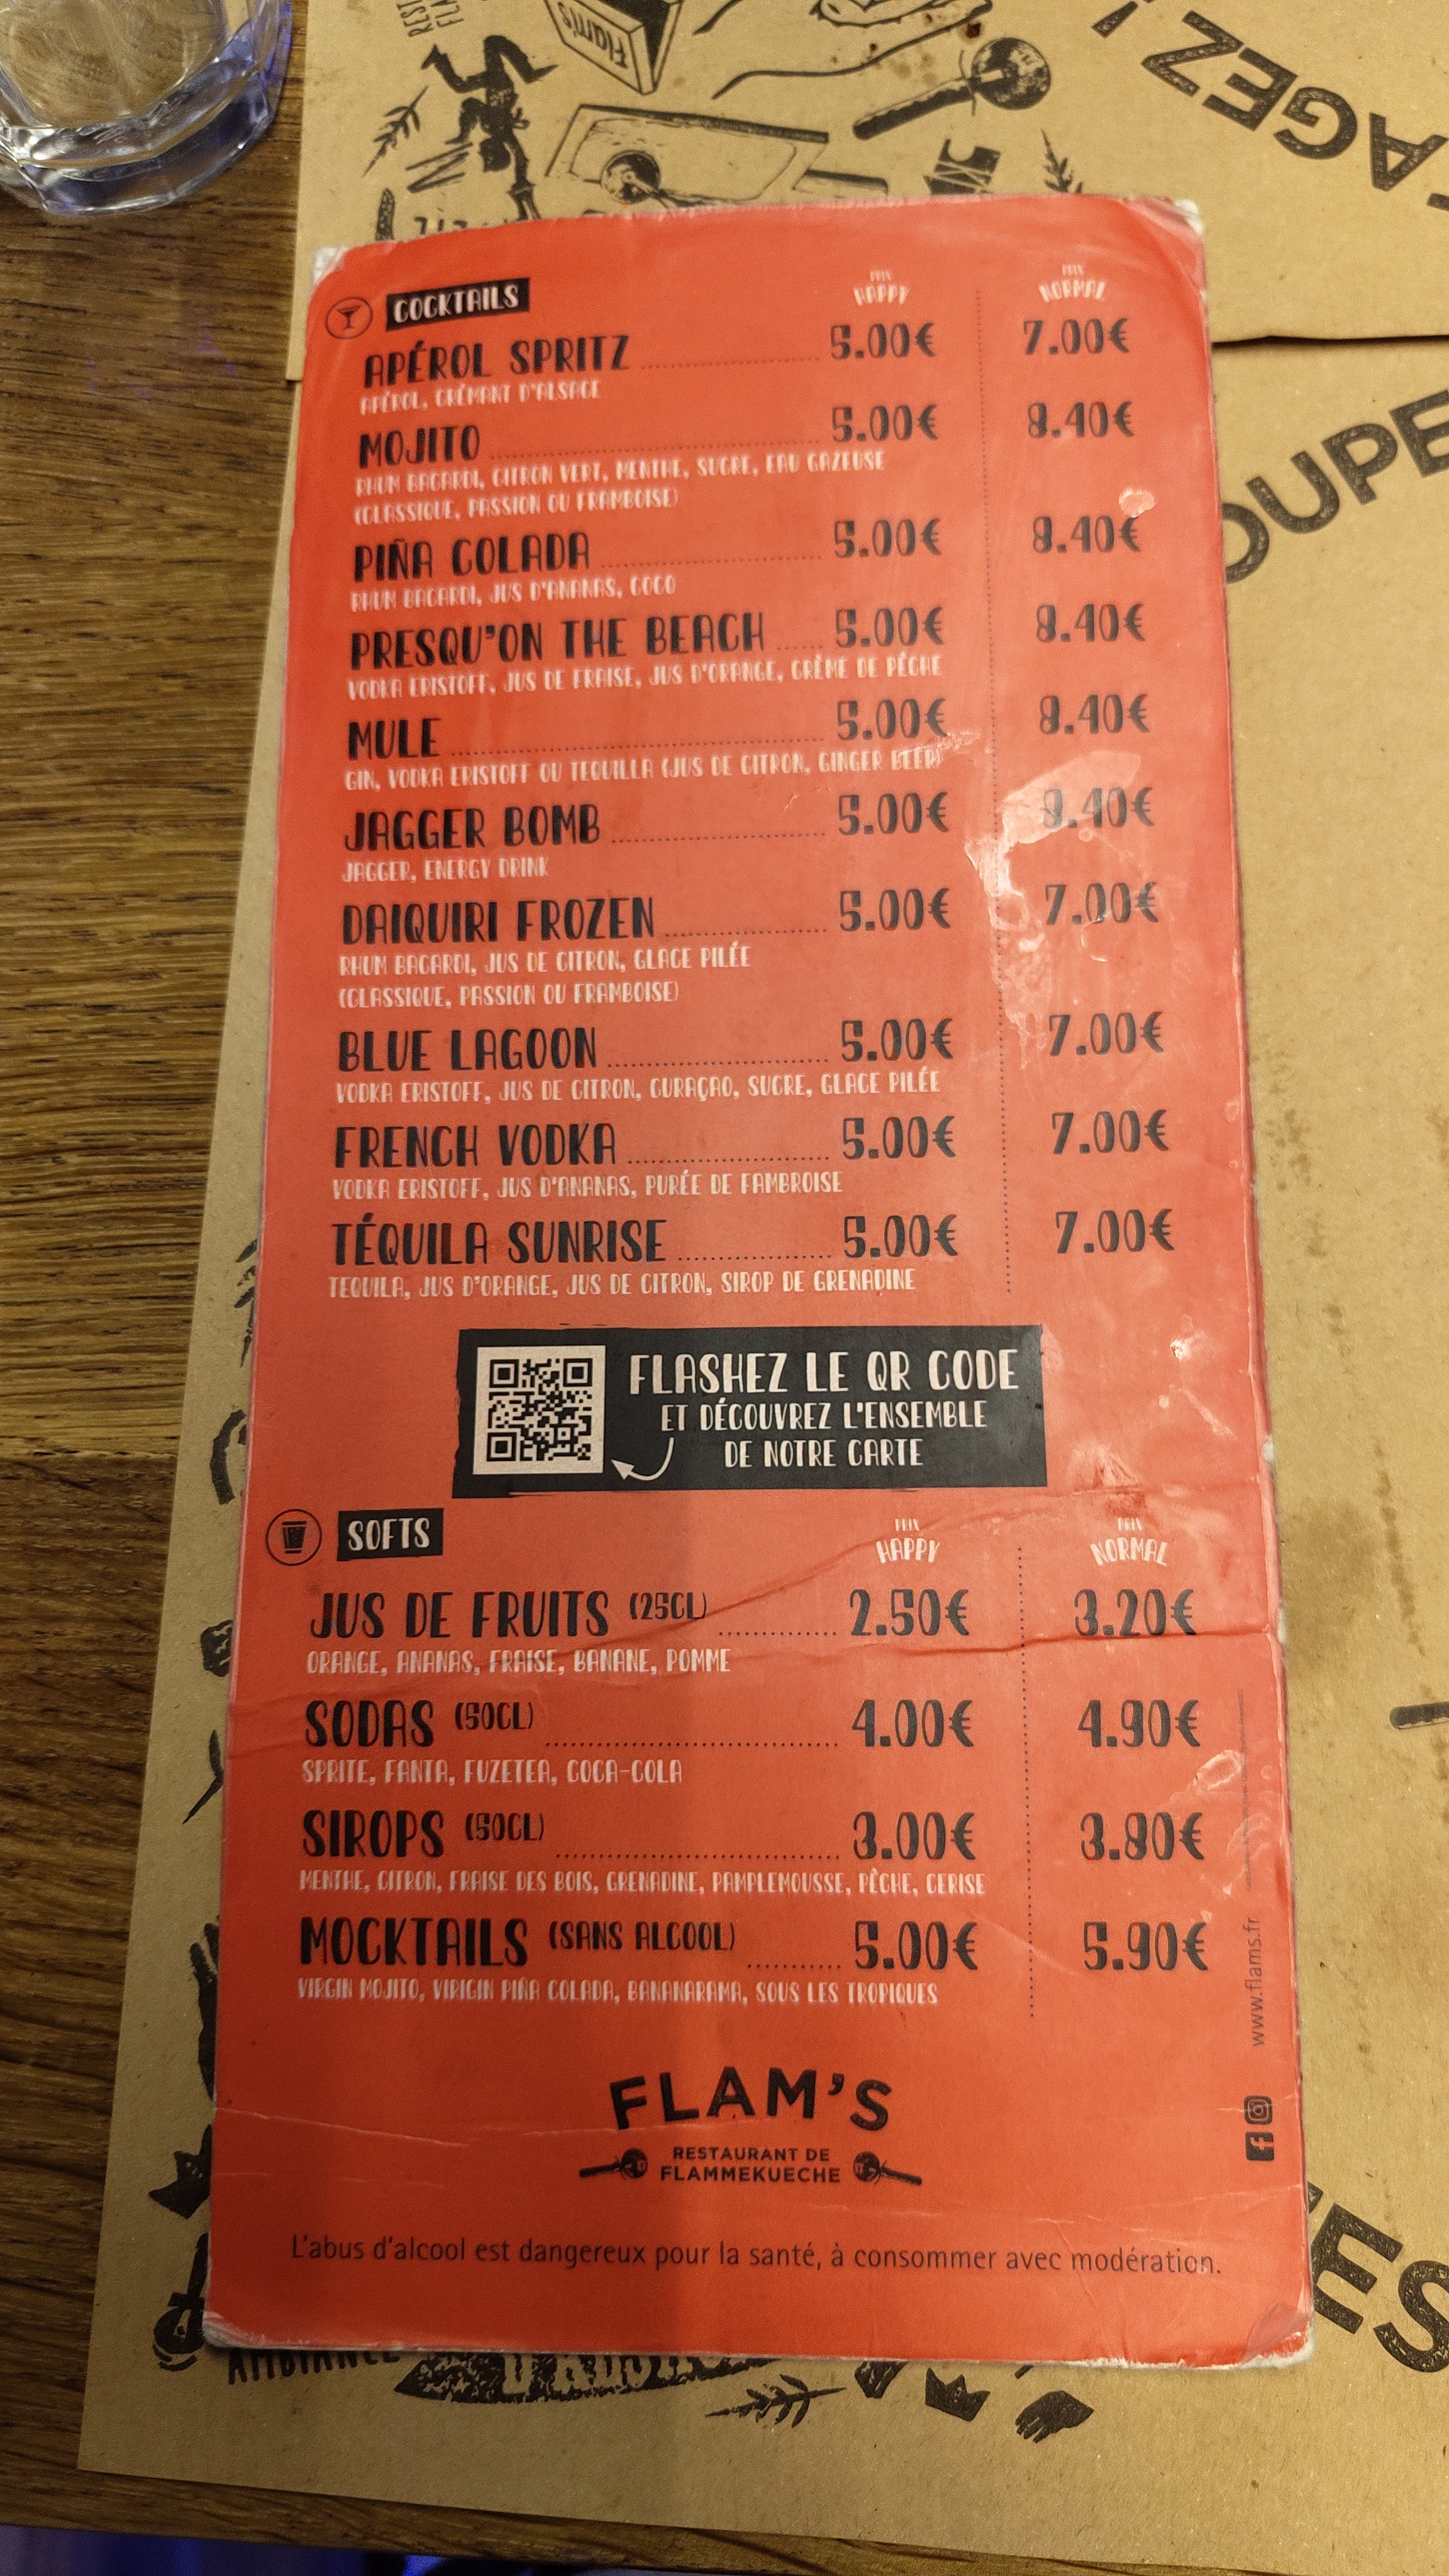 Flam's
AGEZ !
OUPE
COCKTAILS
PRIX HAPPY
PRIX NORMAL
APÉROL SPRITZ 5.00€ 7.00€
APÉROL, CRÉMANT D'ALSACE
MOJITO 5.00€ 8.40€
RHUM BACARDI, CITRON VERT, MENTHE, SUCRE, EAU GAZEUSE
(CLASSIQUE, PASSION OU FRAMBOISE)
PIÑA COLADA 5.00€ 8.40€
RHUM BACARDI, JUS D'ANANAS, COCO
PRESQU'ON THE BEACH 5.00€ 8.40€
VODKA ERISTOFF, JUS DE FRAISE, JUS D'ORANGE, CRÈME DE PÊCHE
MULE 5.00€ 8.40€
GIN, VODKA ERISTOFF OU TEQUILLA (JUS DE CITRON, GINGER BEER)
JAGGER BOMB 5.00€ 8.40€
JAGGER, ENERGY DRINK
DAIQUIRI FROZEN 5.00€ 7.00€
RHUM BACARDI, JUS DE CITRON, GLACE PILÉE
(CLASSIQUE, PASSION OU FRAMBOISE)
BLUE LAGOON 5.00€ 7.00€
VODKA ERISTOFF, JUS DE CITRON, CURAÇAO, SUCRE, GLACE PILÉE
FRENCH VODKA 5.00€ 7.00€
VODKA ERISTOFF, JUS D'ANANAS, PURÉE DE FAMBROISE
TÉQUILA SUNRISE 5.00€ 7.00€
TEQUILA, JUS D'ORANGE, JUS DE CITRON, SIROP DE GRENADINE
FLASHEZ LE QR CODE
ET DÉCOUVREZ L'ENSEMBLE
DE NOTRE CARTE
SOFTS
PRIX HAPPY
PRIX NORMAL
JUS DE FRUITS (25CL) 2.50€ 3.20€
ORANGE, ANANAS, FRAISE, BANANE, POMME
SODAS (50CL) 4.00€ 4.90€
SPRITE, FANTA, FUZETEA, COCA-COLA
SIROPS (50CL) 3.00€ 3.80€
MENTHE, CITRON, FRAISE DES BOIS, GRENADINE, PAMPLEMOUSSE, PÊCHE, CERISE
MOCKTAILS (SANS ALCOOL) 5.00€ 5.90€
VIRGIN MOJITO, VIRIGIN PIÑA COLADA, BANANARAMA, SOUS LES TROPIQUES
www.flams.fr
FLAM'S
RESTAURANT DE
FLAMMEKUECHE
L'abus d'alcool est dangereux pour la santé, à consommer avec modération.
AMBIANCE